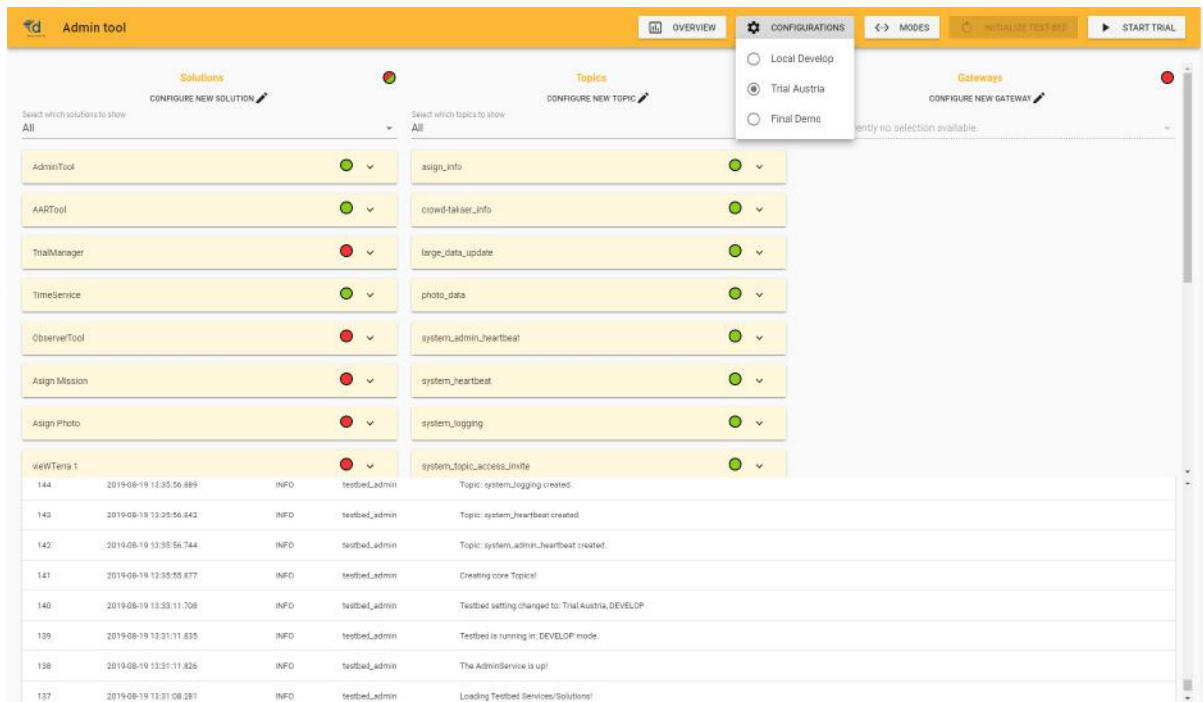 Admin tool
OVERVIEW
CONFIGURATIONS
MODES
INITIALIZE TEST-BED
START TRIAL
Local Develop
Trial Austria
Final Demo
Solutions
CONFIGURE NEW SOLUTION
Select which solutions to show
All
Topics
CONFIGURE NEW TOPIC
Select which topics to show
All
Gateways
CONFIGURE NEW GATEWAY
ently no selection available.
AdminTool
AARTool
TrialManager
TimeService
ObserverTool
Asign Mission
Asign Photo
vieWTerra 1
asign_info
crowd-takser_info
large_data_update
photo_data
system_admin_heartbeat
system_heartbeat
system_logging
system_topic_access_invite
144 2019-08-19 13:35:56.889 INFO testbed_admin Topic: system_logging created.
143 2019-08-19 13:35:56.842 INFO testbed_admin Topic: system_heartbeat created.
142 2019-08-19 13:35:56.744 INFO testbed_admin Topic: system_admin_heartbeat created.
141 2019-08-19 13:35:55.877 INFO testbed_admin Creating core Topics!
140 2019-08-19 13:33:11.708 INFO testbed_admin Testbed setting changed to: Trial Austria, DEVELOP
139 2019-08-19 13:31:11.835 INFO testbed_admin Testbed is running in: DEVELOP mode.
138 2019-08-19 13:31:11.826 INFO testbed_admin The AdminService is up!
137 2019-08-19 13:31:08.281 INFO testbed_admin Loading Testbed Services/Solutions!